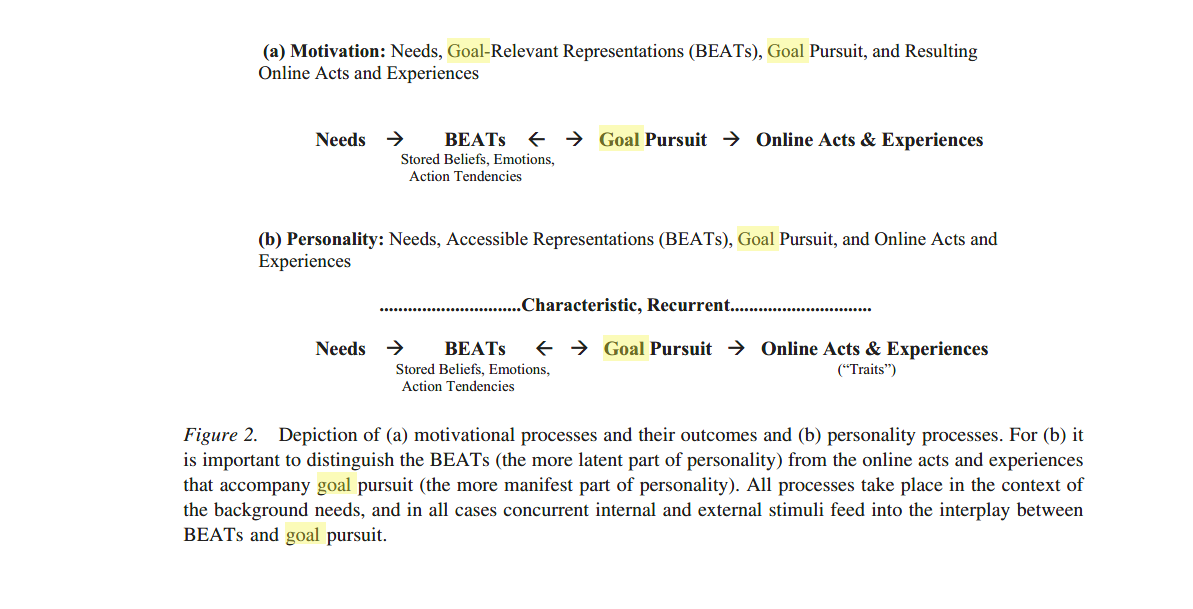 (a) Motivation: Needs, Goal-Relevant Representations (BEATs), Goal Pursuit, and Resulting
Online Acts and Experiences
Needs → BEATs ← → Goal Pursuit → Online Acts & Experiences
Stored Beliefs, Emotions,
Action Tendencies
(b) Personality: Needs, Accessible Representations (BEATs), Goal Pursuit, and Online Acts and
Experiences
..............................Characteristic, Recurrent..............................
Needs → BEATs ← → Goal Pursuit → Online Acts & Experiences
Stored Beliefs, Emotions, (“Traits”)
Action Tendencies
Figure 2. Depiction of (a) motivational processes and their outcomes and (b) personality processes. For (b) it
is important to distinguish the BEATs (the more latent part of personality) from the online acts and experiences
that accompany goal pursuit (the more manifest part of personality). All processes take place in the context of
the background needs, and in all cases concurrent internal and external stimuli feed into the interplay between
BEATs and goal pursuit.